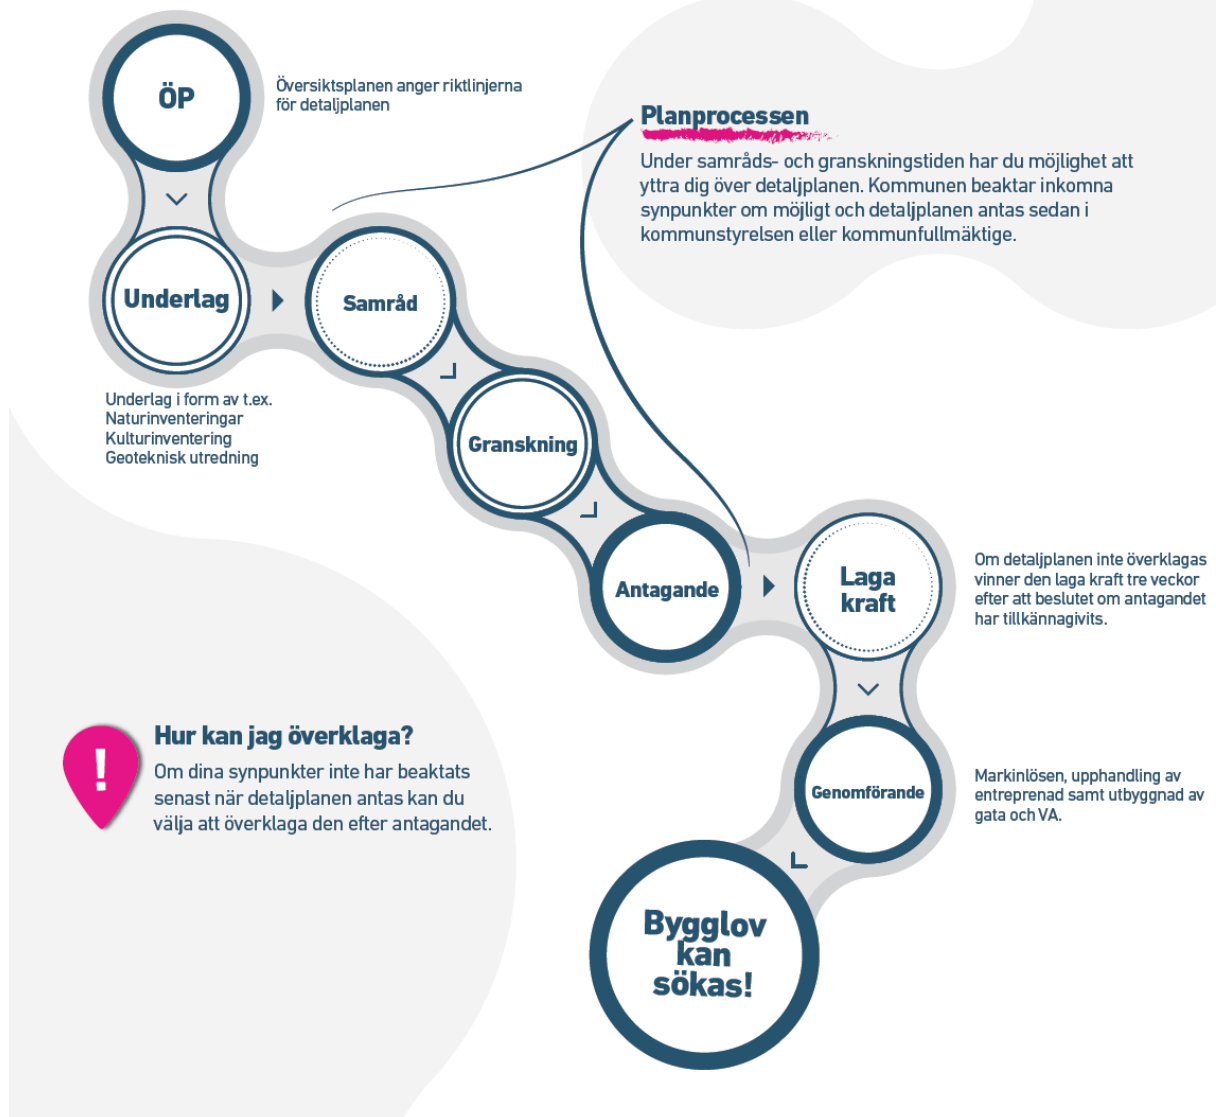 ÖP
Översiktsplanen anger riktlinjerna
för detaljplanen
Planprocessen
Under samråds- och granskningstiden har du möjlighet att
yttra dig över detaljplanen. Kommunen beaktar inkomna
synpunkter om möjligt och detaljplanen antas sedan i
kommunstyrelsen eller kommunfullmäktige.
Underlag
Samråd
Underlag i form av t.ex.
Naturinventeringar
Kulturinventering
Geoteknisk utredning
Granskning
Antagande
Laga
kraft
Om detaljplanen inte överklagas
vinner den laga kraft tre veckor
efter att beslutet om antagandet
har tillkännagivits.
!
Hur kan jag överklaga?
Om dina synpunkter inte har beaktats
senast när detaljplanen antas kan du
välja att överklaga den efter antagandet.
Genomförande
Markinlösen, upphandling av
entreprenad samt utbyggnad av
gata och VA.
Bygglov
kan
sökas!